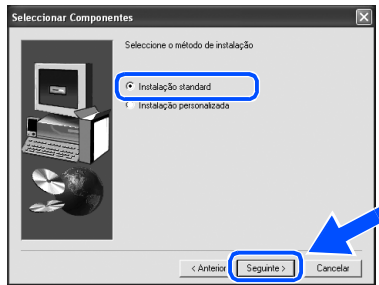 Seleccionar Componentes
Seleccione o método de instalação
Instalação standard
Instalação personalizada
< Anterior
Seguinte >
Cancelar